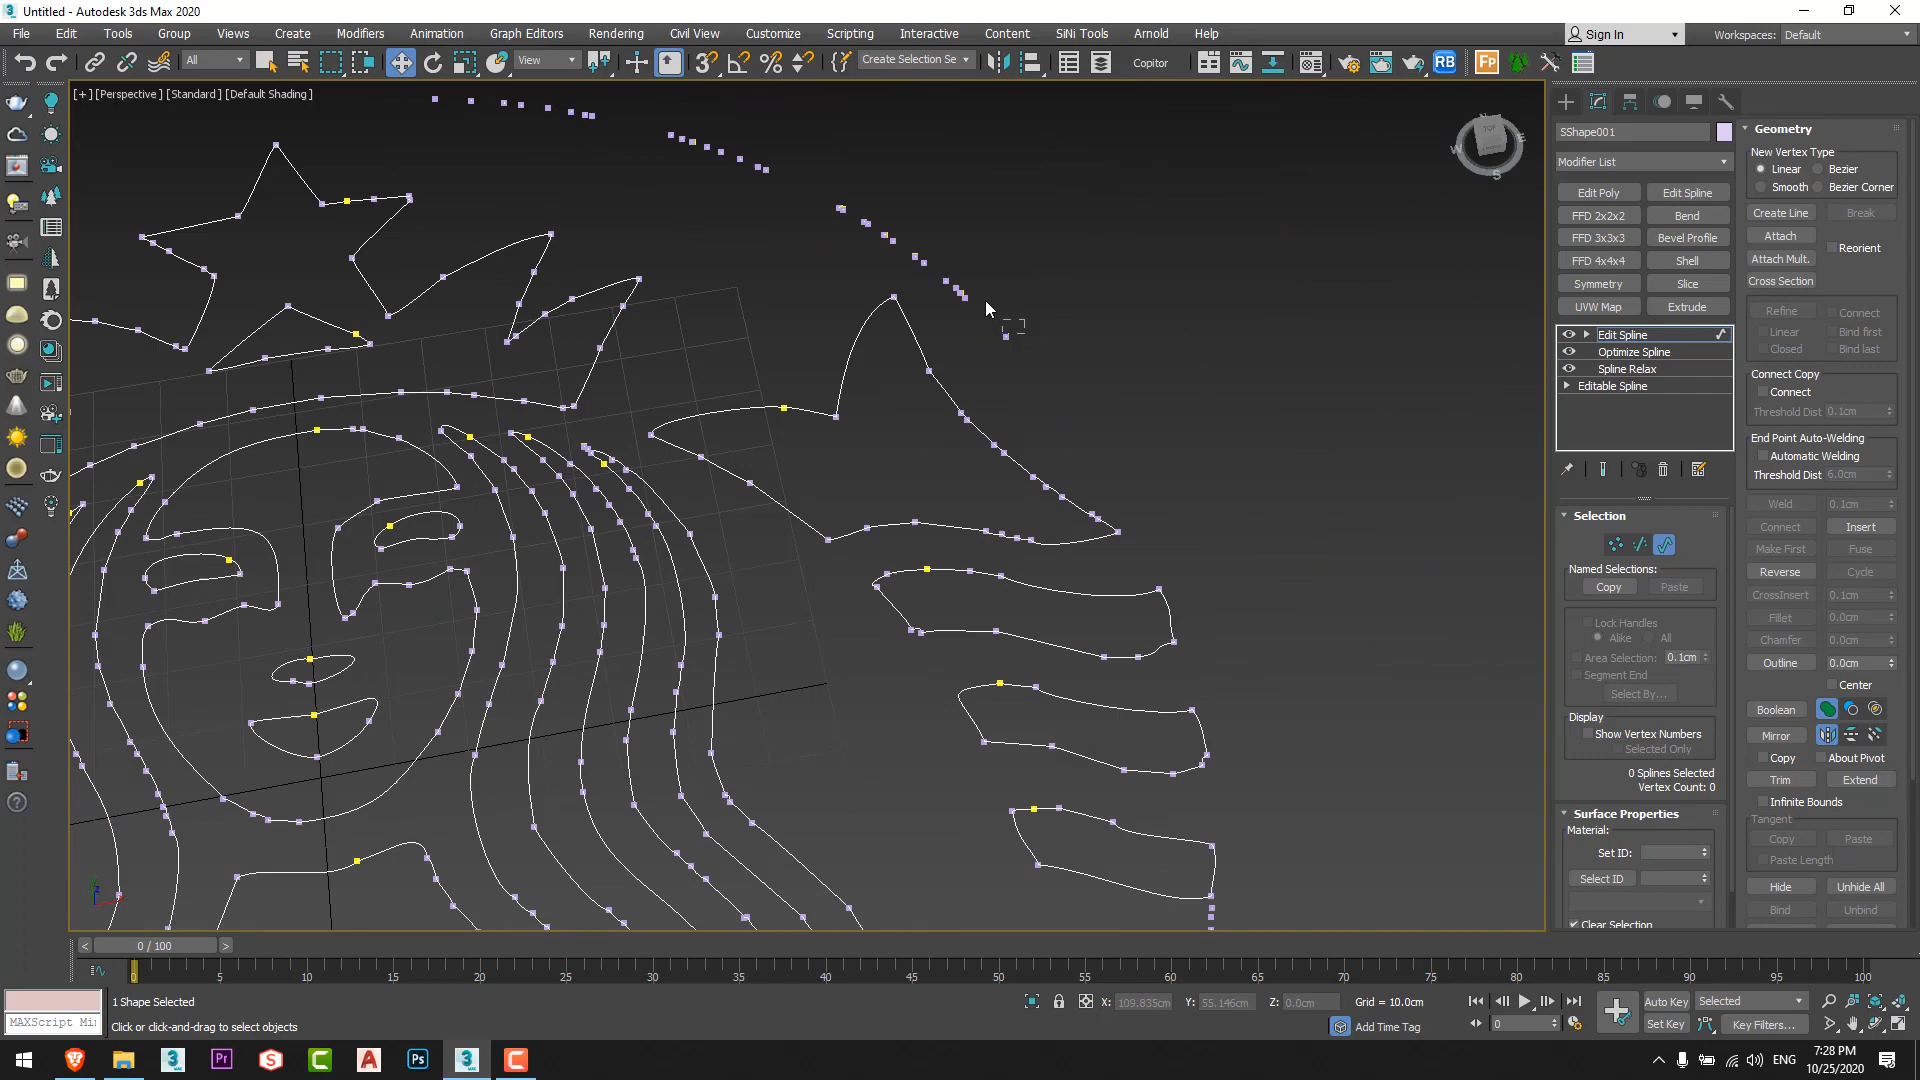 Untitled - Autodesk 3ds Max 2020
File Edit Tools Group Views Create Modifiers Animation Graph Editors Rendering Civil View Customize Scripting Interactive Content SiNi Tools Arnold Help
Sign In
Workspaces: Default
All
View
Create Selection Se
Copitor
RB
FP
[+] [Perspective] [Standard] [Default Shading]
TOP
W
E
S
SShape001
Modifier List
Edit Poly Edit Spline
FFD 2x2x2 Bend
FFD 3x3x3 Bevel Profile
FFD 4x4x4 Shell
Symmetry Slice
UVW Map Extrude
Edit Spline
Optimize Spline
Spline Relax
Editable Spline
Selection
Named Selections:
Copy Paste
Lock Handles
Alike All
Area Selection: 0.1cm
Segment End
Select By...
Display
Show Vertex Numbers
Selected Only
0 Splines Selected
Vertex Count: 0
Surface Properties
Material:
Set ID:
Select ID
Clear Selection
Geometry
New Vertex Type
Linear Bezier
Smooth Bezier Corner
Create Line Break
Attach Reorient
Attach Mult.
Cross Section
Refine Connect
Linear Bind first
Closed Bind last
Connect Copy
Connect
Threshold Dist 0.1cm
End Point Auto-Welding
Automatic Welding
Threshold Dist 6.0cm
Weld 0.1cm
Connect Insert
Make First Fuse
Reverse Cycle
CrossInsert 0.1cm
Fillet 0.0cm
Chamfer 0.0cm
Outline 0.0cm
Center
Boolean
Mirror
Copy About Pivot
Trim Extend
Infinite Bounds
Tangent
Copy Paste
Paste Length
Hide Unhide All
Bind Unbind
0 / 100
0 5 10 15 20 25 30 35 40 45 50 55 60 65 70 75 80 85 90 95 100
1 Shape Selected
MAXScript Mi
Click or click-and-drag to select objects
X: 109.835cm Y: 55.146cm Z: 0.0cm Grid = 10.0cm
Add Time Tag
0
Auto Key Selected
Set Key Key Filters...
Pr
S
C
A
Ps
3
C
ENG
7:28 PM
10/25/2020